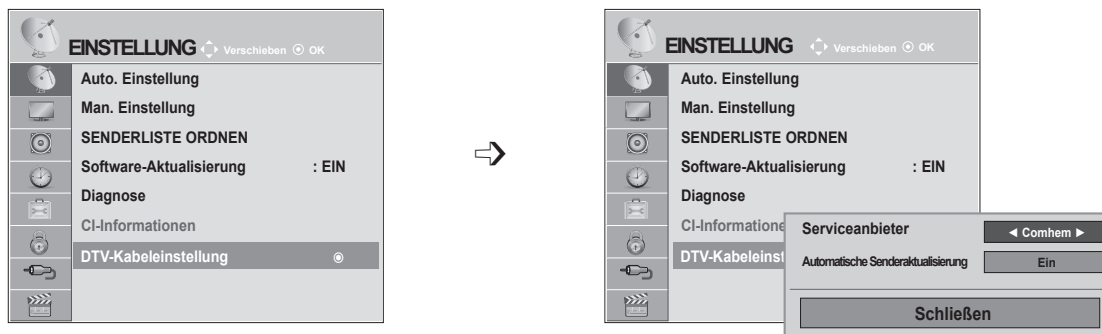 EINSTELLUNG Verschieben OK
Auto. Einstellung
Man. Einstellung
SENDERLISTE ORDNEN
Software-Aktualisierung : EIN
Diagnose
CI-Informationen
DTV-Kabeleinstellung
EINSTELLUNG Verschieben OK
Auto. Einstellung
Man. Einstellung
SENDERLISTE ORDNEN
Software-Aktualisierung : EIN
Diagnose
CI-Informatione
DTV-Kabeleinst
Serviceanbieter ◄ Comhem ►
Automatische Senderaktualisierung Ein
Schließen